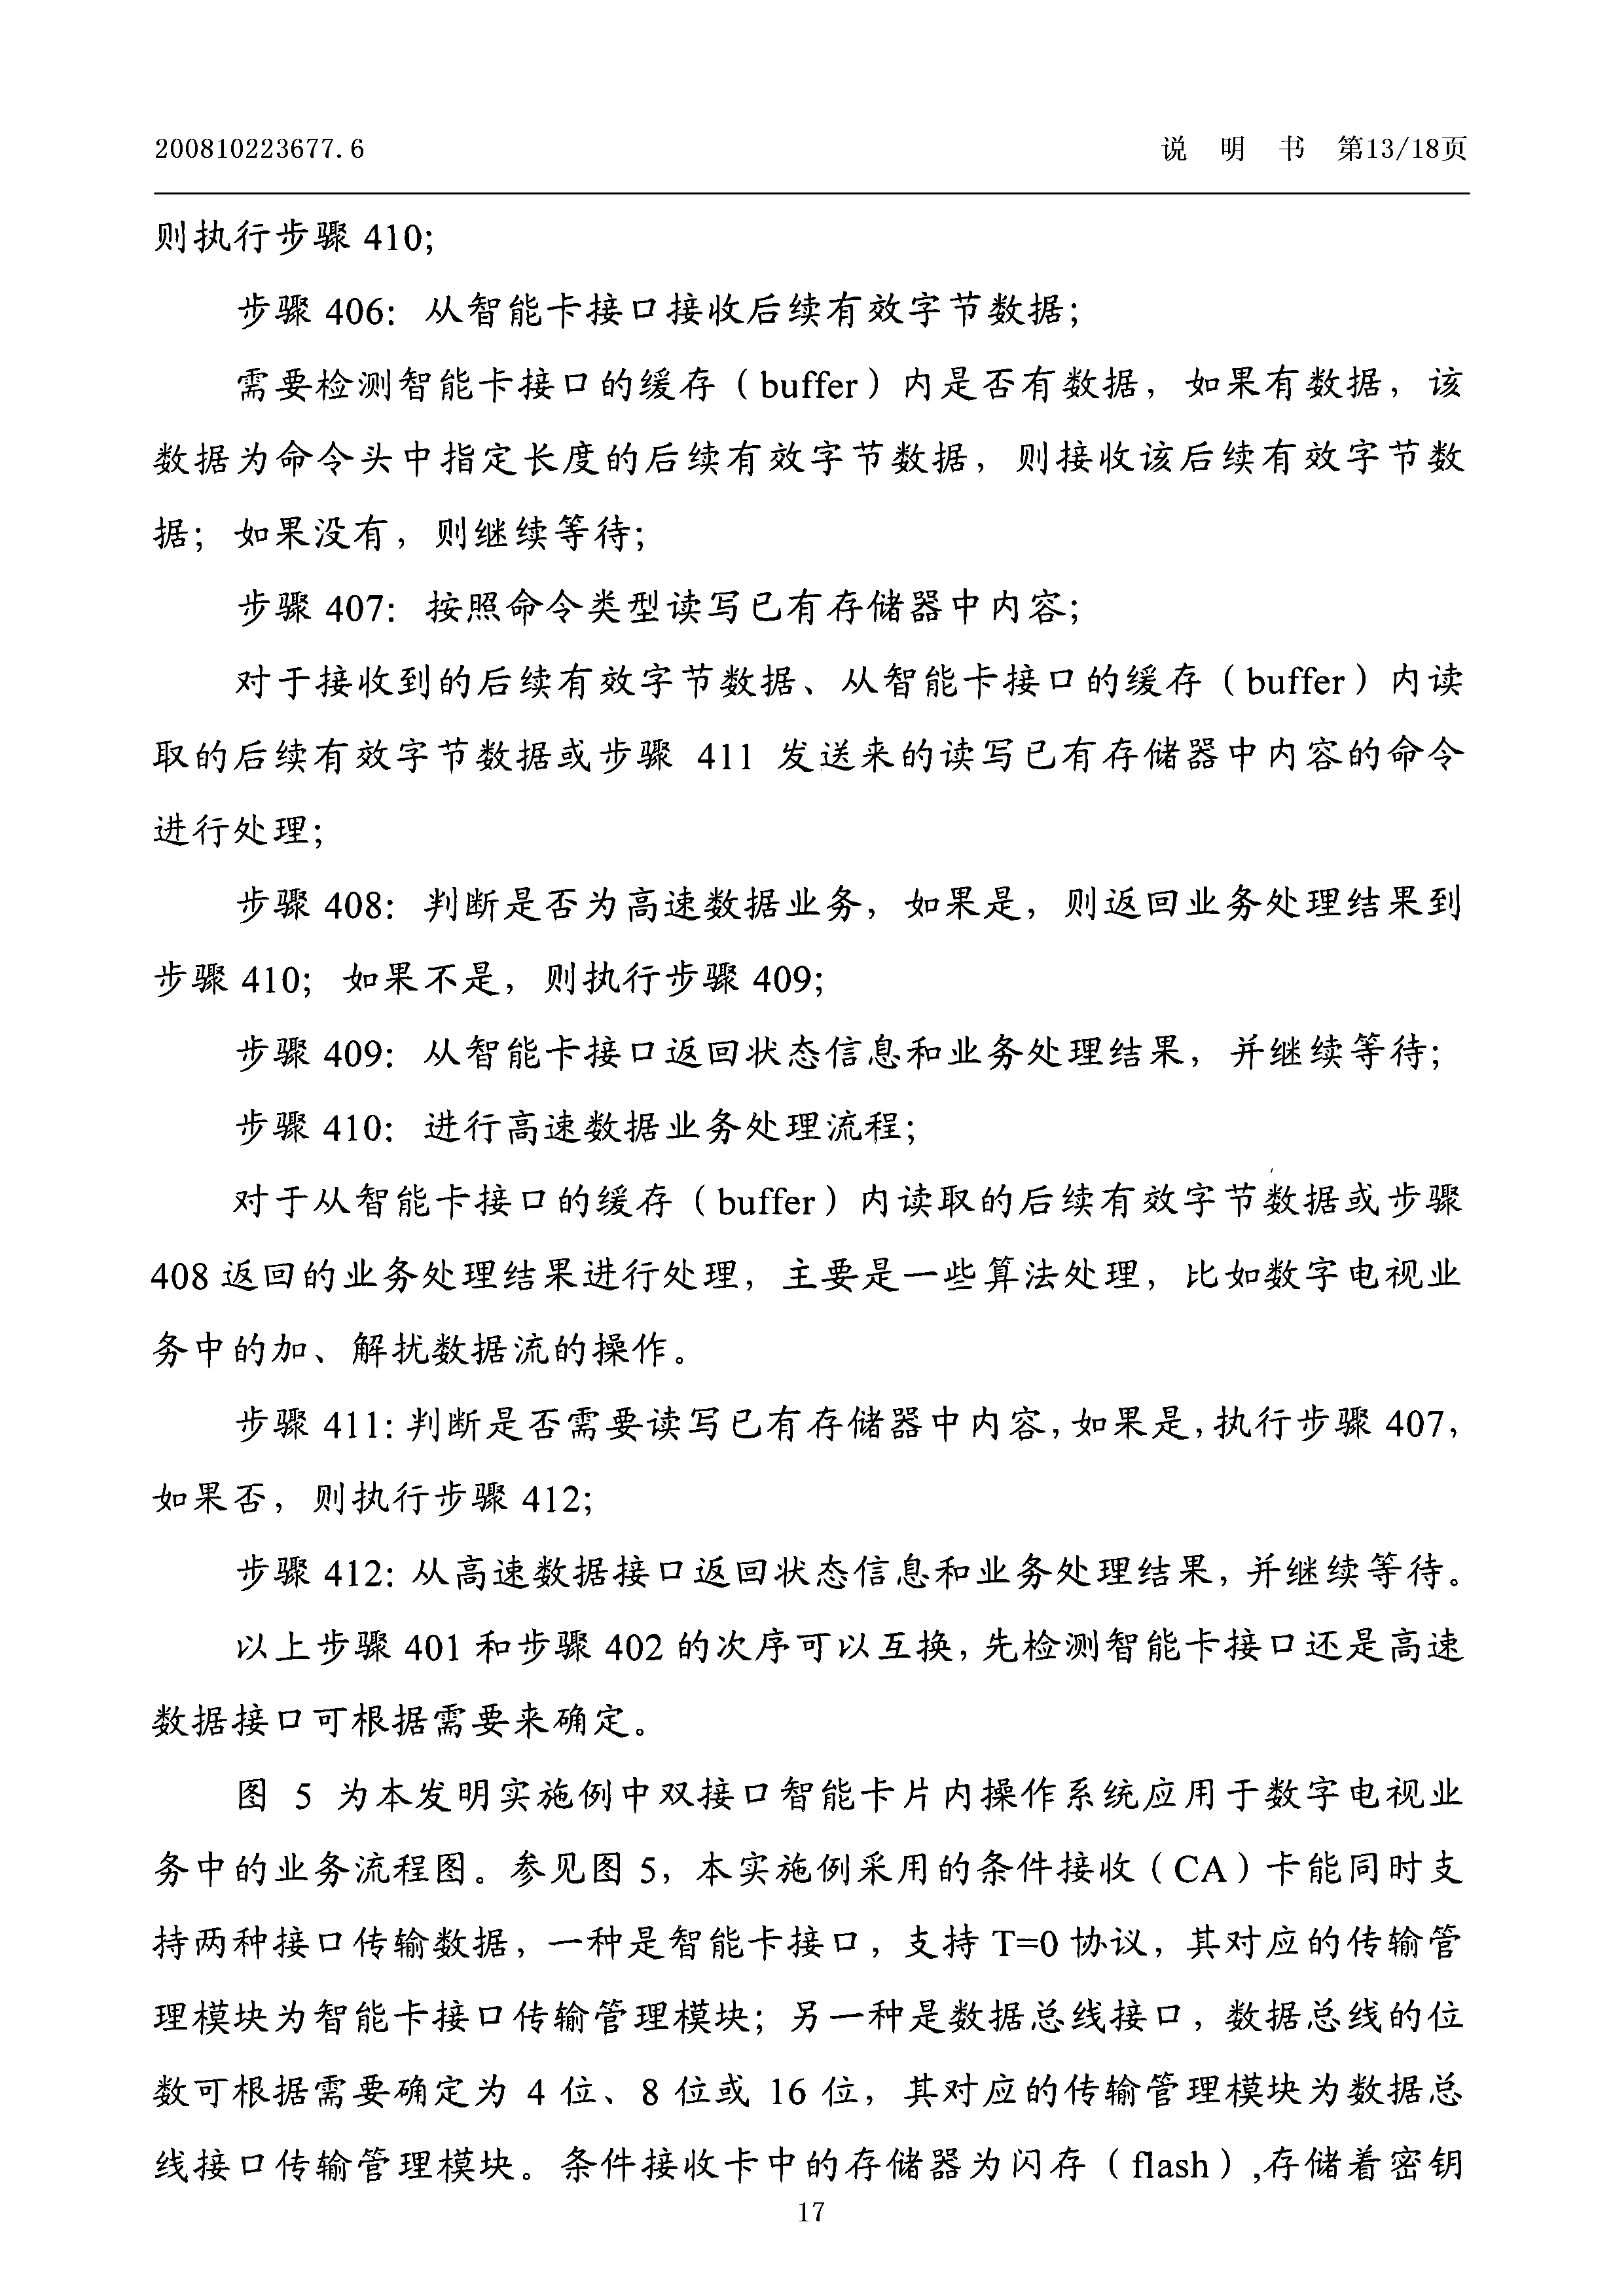 200810223677.6 说 明 书 第13/18页
则执行步骤 410;
步骤 406: 从智能卡接口接收后续有效字节数据;
需要检测智能卡接口的缓存（buffer）内是否有数据，如果有数据，该
数据为命令头中指定长度的后续有效字节数据，则接收该后续有效字节数
据; 如果没有，则继续等待;
步骤 407: 按照命令类型读写已有存储器中内容;
对于接收到的后续有效字节数据、从智能卡接口的缓存（buffer）内读
取的后续有效字节数据或步骤 411 发送来的读写已有存储器中内容的命令
进行处理;
步骤 408: 判断是否为高速数据业务，如果是，则返回业务处理结果到
步骤 410; 如果不是，则执行步骤 409;
步骤 409: 从智能卡接口返回状态信息和业务处理结果，并继续等待;
步骤 410: 进行高速数据业务处理流程;
对于从智能卡接口的缓存（buffer）内读取的后续有效字节数据或步骤
408 返回的业务处理结果进行处理，主要是一些算法处理，比如数字电视业
务中的加、解扰数据流的操作。
步骤 411: 判断是否需要读写已有存储器中内容，如果是，执行步骤 407，
如果否，则执行步骤 412;
步骤 412: 从高速数据接口返回状态信息和业务处理结果，并继续等待。
以上步骤 401 和步骤 402 的次序可以互换，先检测智能卡接口还是高速
数据接口可根据需要来确定。
图 5 为本发明实施例中双接口智能卡片内操作系统应用于数字电视业
务中的业务流程图。参见图 5，本实施例采用的条件接收（CA）卡能同时支
持两种接口传输数据，一种是智能卡接口，支持 T=0 协议，其对应的传输管
理模块为智能卡接口传输管理模块; 另一种是数据总线接口，数据总线的位
数可根据需要确定为 4 位、8 位或 16 位，其对应的传输管理模块为数据总
线接口传输管理模块。条件接收卡中的存储器为闪存（flash）,存储着密钥
17